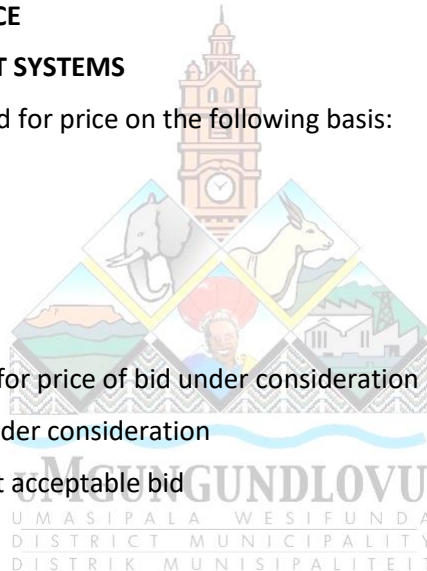 CE
T SYSTEMS
d for price on the following basis:
for price of bid under consideration
der consideration
t acceptable bid
uMGUNGUNDLOVU
UMASIPALA WESIFUNDA
DISTRICT MUNICIPALITY
DISTRIK MUNISIPALITEIT